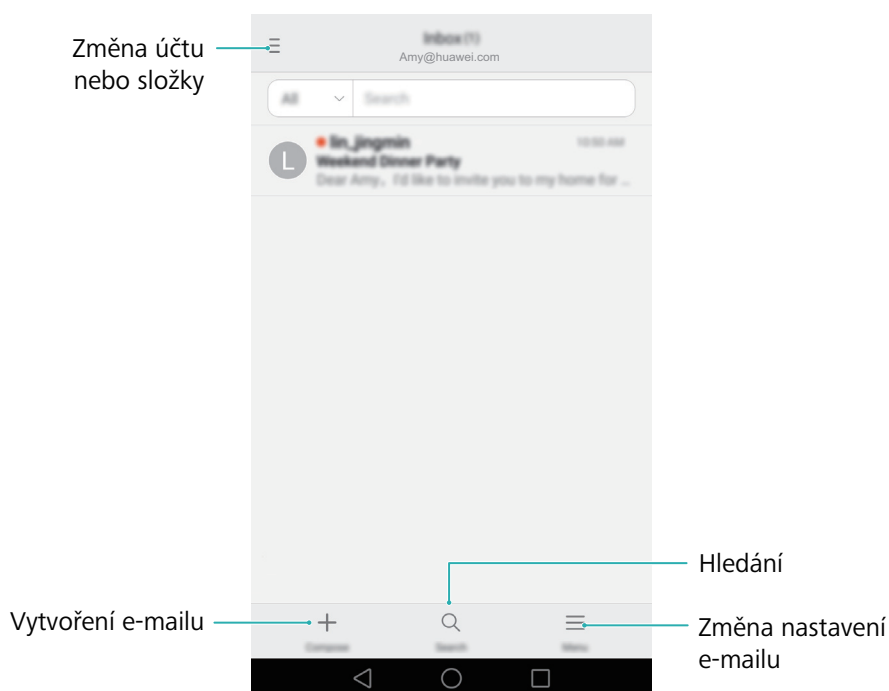 Změna účtu
nebo složky
Inbox (1)
Amy@huawei.com
All
Search
lin_jingmin
10:50 AM
L
Weekend Dinner Party
Dear Amy, I'd like to invite you to my home for ...
Hledání
Vytvoření e-mailu
Změna nastavení
e-mailu
Compose
Search
Menu